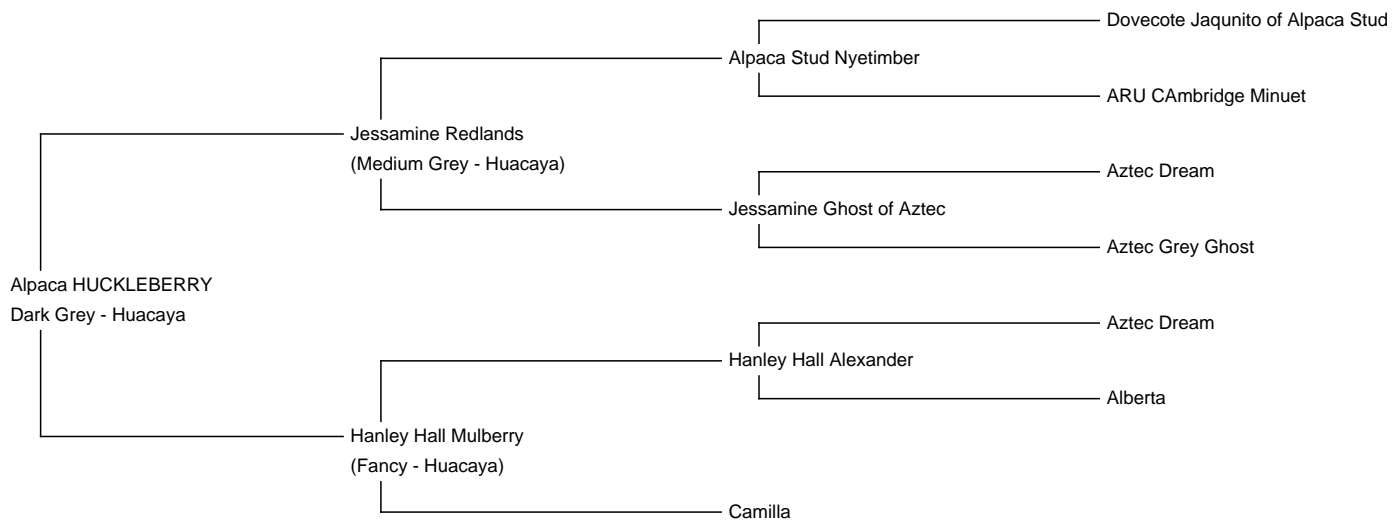 Dovecote Jaqunito of Alpaca Stud
Alpaca Stud Nyetimber
ARU CAmbridge Minuet
Jessamine Redlands
(Medium Grey - Huacaya)
Aztec Dream
Jessamine Ghost of Aztec
Aztec Grey Ghost
Alpaca HUCKLEBERRY
Dark Grey - Huacaya
Aztec Dream
Hanley Hall Alexander
Alberta
Hanley Hall Mulberry
(Fancy - Huacaya)
Camilla